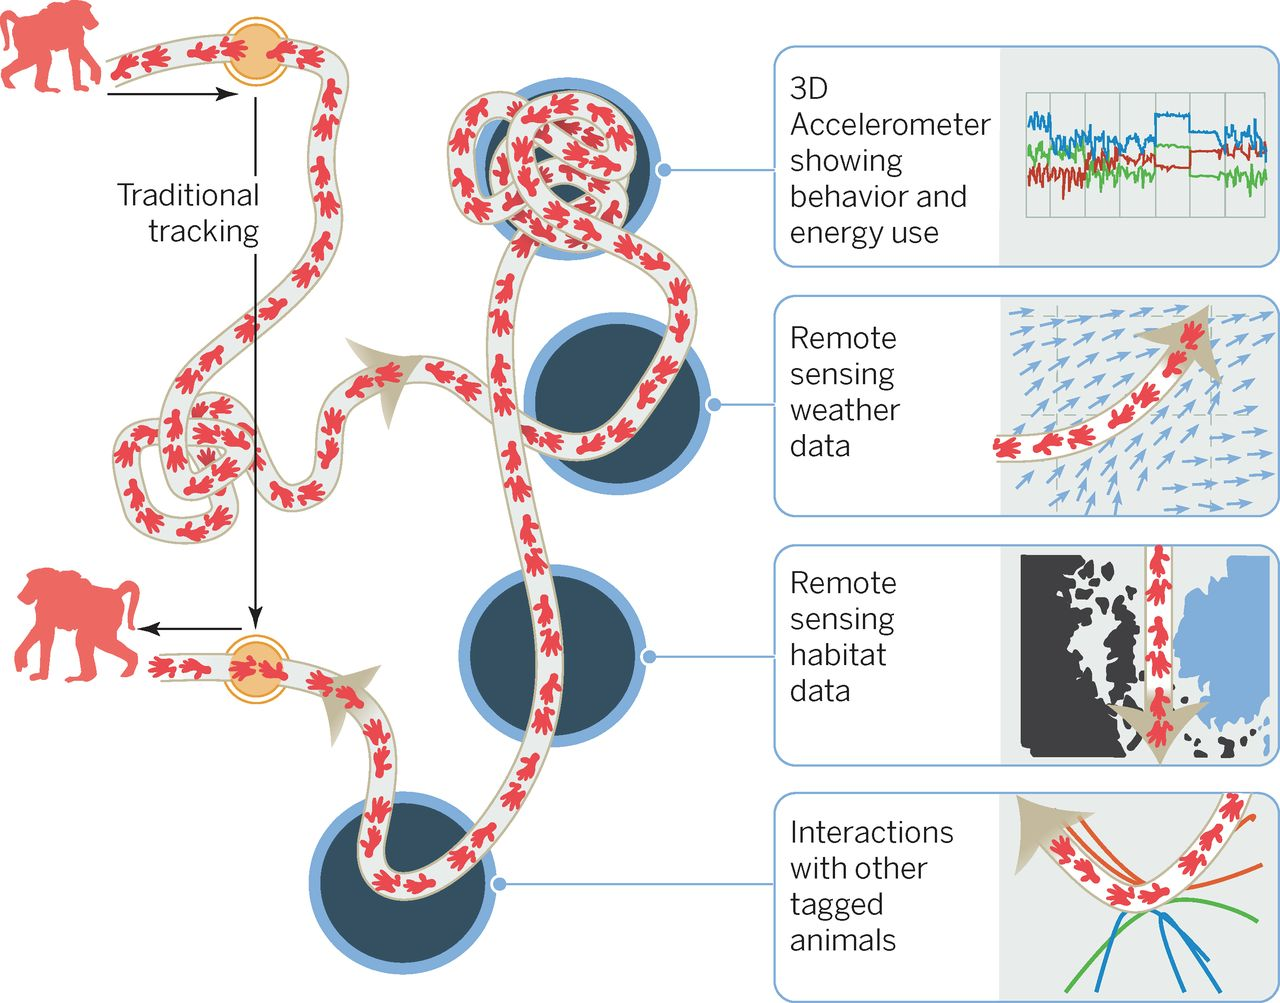 Traditional
tracking
3D
Accelerometer
showing
behavior and
energy use
Remote
sensing
weather
data
Remote
sensing
habitat
data
Interactions
with other
tagged
animals